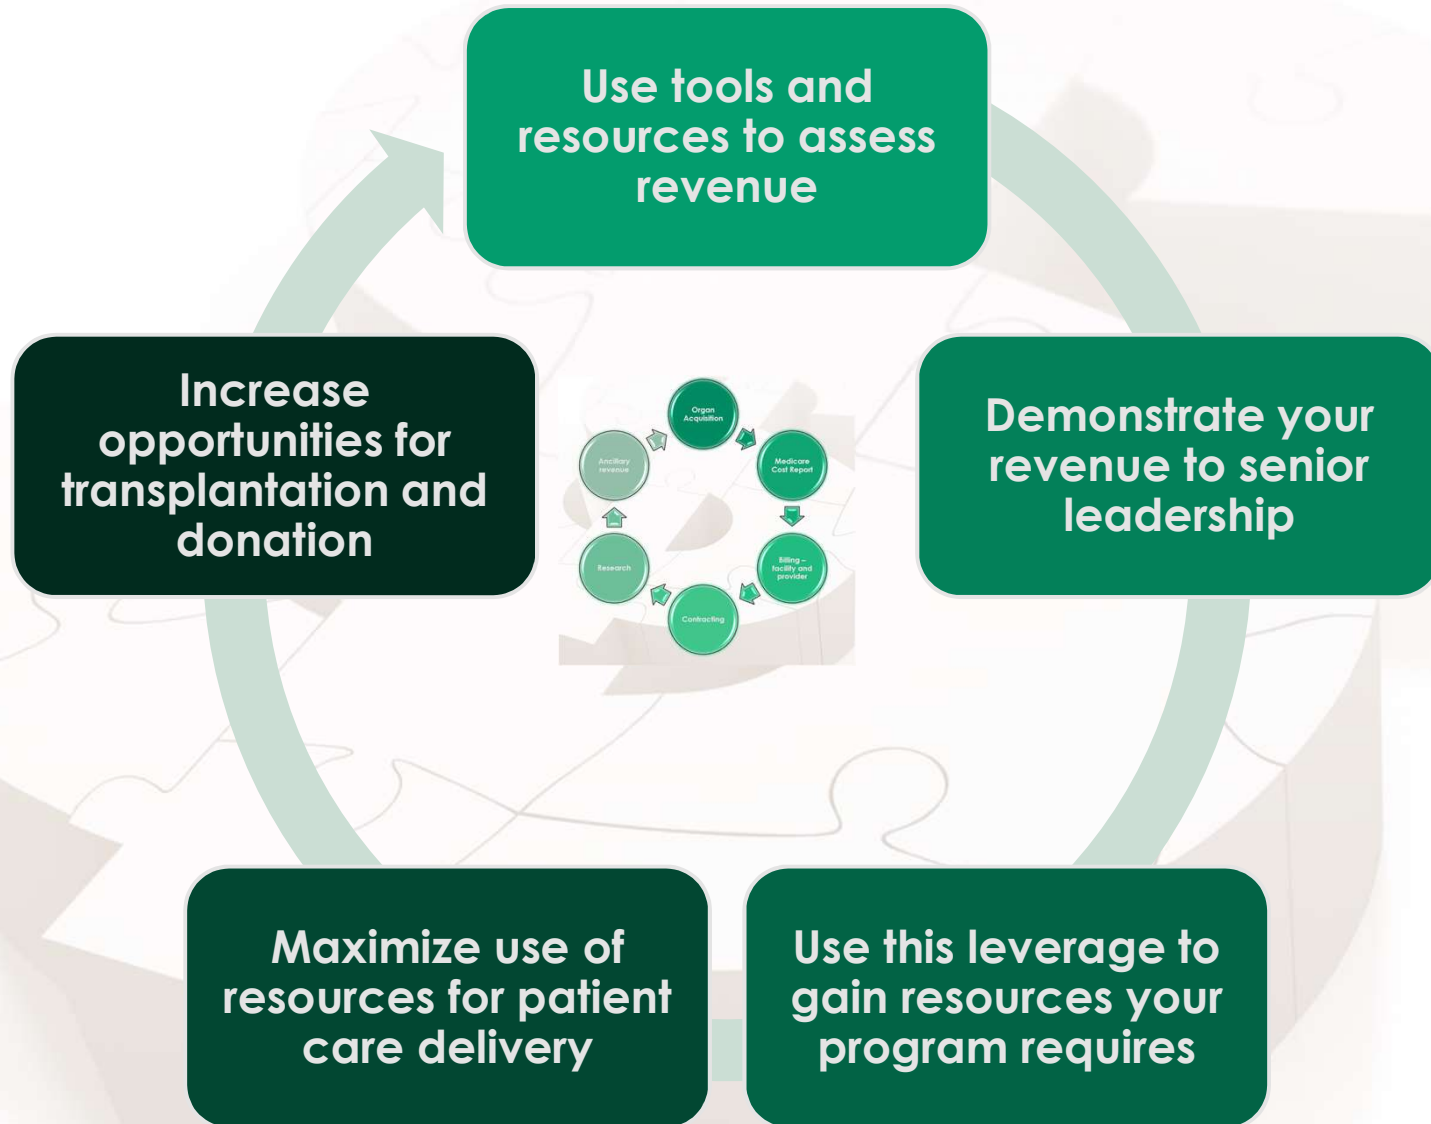 Use tools and
resources to assess
revenue
Demonstrate your
revenue to senior
leadership
Use this leverage to
gain resources your
program requires
Maximize use of
resources for patient
care delivery
Increase
opportunities for
transplantation and
donation
Organ
Acquisition
Medicare
Cost Report
Billing –
facility and
provider
Contracting
Research
Ancillary
revenue